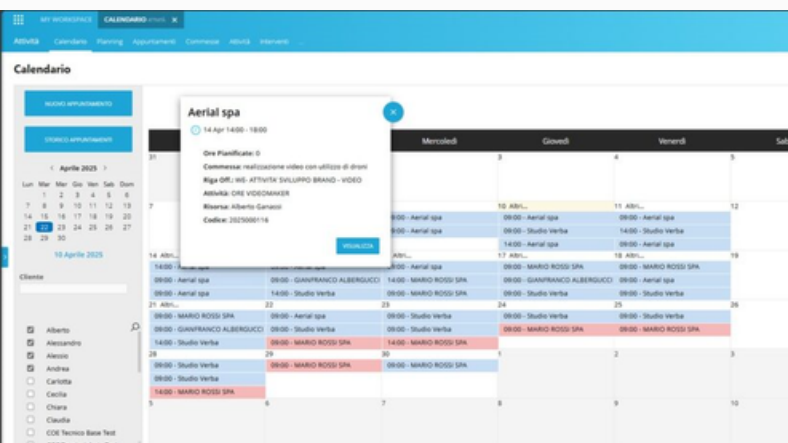 MY WORKSPACE CALENDARIO ATTIVITÀ X
Attività Calendario Planning Appuntamenti Commesse Attività Interventi ...
Calendario
NUOVO APPUNTAMENTO
STORICO APPUNTAMENTI
< Aprile 2025 >
Lun Mar Mer Gio Ven Sab Dom
1 2 3 4 5 6
7 8 9 10 11 12 13
14 15 16 17 18 19 20
21 22 23 24 25 26 27
28 29 30
10 Aprile 2025
Cliente
Alberto
Alessandro
Alessio
Andrea
Carlotta
Cecilia
Chiara
Claudia
COE Tecnico Base Test
Aerial spa
14 Apr 14:00 - 18:00
Ore Pianificate: 0
Commessa: realizzazione video con utilizzo di droni
Riga Off.: W6- ATTIVITA' SVILUPPO BRAND - VIDEO
Attività: ORE VIDEOMAKER
Risorsa: Alberto Ganassi
Codice: 2025000116
VISUALIZZA
Mercoledì Giovedì Venerdì Sab
31 3 4 5
7 10 Altri... 11 Altri... 12
09:00 - Aerial spa 09:00 - Aerial spa 09:00 - Aerial spa
09:00 - Aerial spa 09:00 - Studio Verba 14:00 - Studio Verba
14:00 - Aerial spa 09:00 - Studio Verba
14 Altri... Altri... 17 Altri... 18 Altri... 19
14:00 - Aerial spa 09:00 - Aerial spa 09:00 - MARIO ROSSI SPA 09:00 - MARIO ROSSI SPA
09:00 - Aerial spa 09:00 - GIANFRANCO ALBERGUCCI 14:00 - MARIO ROSSI SPA 09:00 - GIANFRANCO ALBERGUCCI 09:00 - Aerial spa
09:00 - Aerial spa 14:00 - Studio Verba 09:00 - MARIO ROSSI SPA 09:00 - Studio Verba 09:00 - Studio Verba
21 Altri... 22 23 24 25 26
09:00 - MARIO ROSSI SPA 09:00 - Aerial spa 09:00 - Studio Verba 09:00 - Studio Verba 09:00 - Studio Verba
09:00 - GIANFRANCO ALBERGUCCI 09:00 - Studio Verba 09:00 - Studio Verba 09:00 - MARIO ROSSI SPA 09:00 - MARIO ROSSI SPA
14:00 - Studio Verba 09:00 - MARIO ROSSI SPA 14:00 - MARIO ROSSI SPA
28 29 30 1 2 3
09:00 - Studio Verba 09:00 - MARIO ROSSI SPA 09:00 - MARIO ROSSI SPA
09:00 - Studio Verba
14:00 - MARIO ROSSI SPA
5 6 7 8 9 10